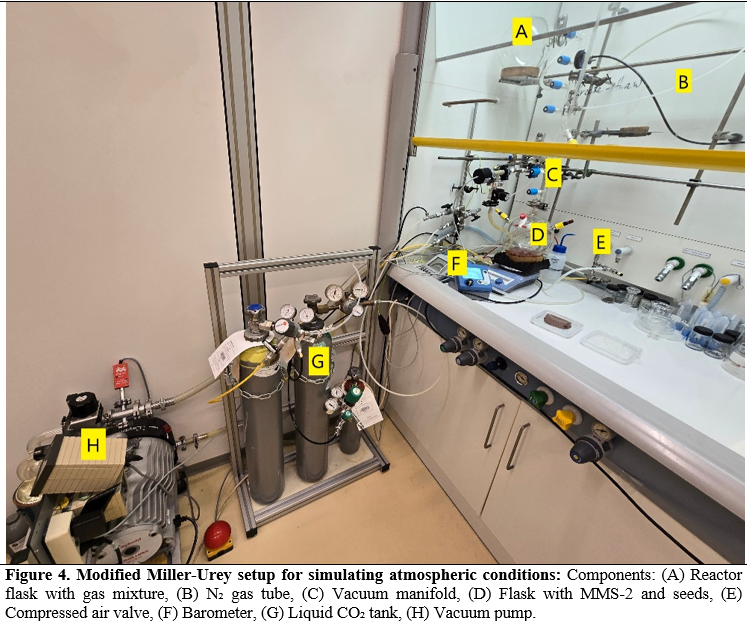 A
B
C
D
E
F
G
H
Figure 4. Modified Miller-Urey setup for simulating atmospheric conditions: Components: (A) Reactor
flask with gas mixture, (B) N₂ gas tube, (C) Vacuum manifold, (D) Flask with MMS-2 and seeds, (E)
Compressed air valve, (F) Barometer, (G) Liquid CO₂ tank, (H) Vacuum pump.